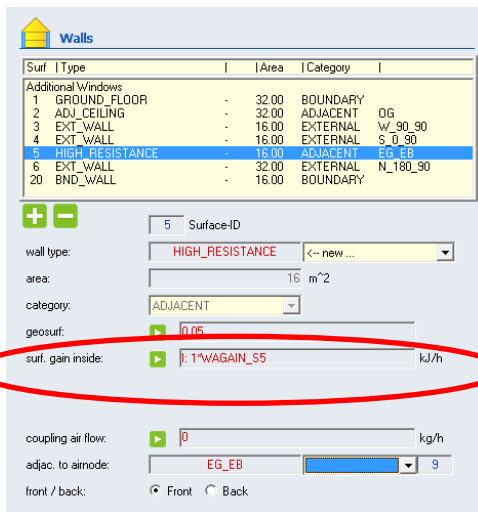 Walls
Surf | Type | | Area | Category |
Additional Windows
1 GROUND_FLOOR - 32.00 BOUNDARY
2 ADJ_CEILING - 32.00 ADJACENT OG
3 EXT_WALL - 16.00 EXTERNAL W_90_90
4 EXT_WALL - 16.00 EXTERNAL S_0_90
5 HIGH_RESISTANCE - 16.00 ADJACENT EG_EB
6 EXT_WALL - 32.00 EXTERNAL N_180_90
20 BND_WALL - 16.00 BOUNDARY
5 Surface-ID
wall type: HIGH_RESISTANCE <-- new ...
area: 16 m^2
category: ADJACENT
geosurf: 0.05
surf. gain inside: I: 1*WAGAIN_S5 kJ/h
coupling air flow: 0 kg/h
adjac. to airnode: EG_EB 9
front / back: Front Back